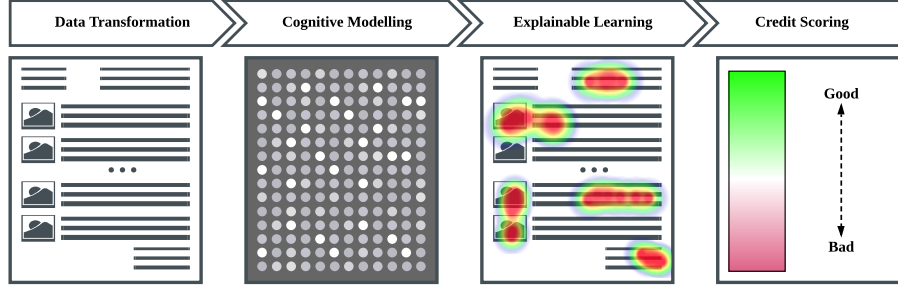 Data Transformation
Cognitive Modelling
Explainable Learning
Credit Scoring
Good
Bad